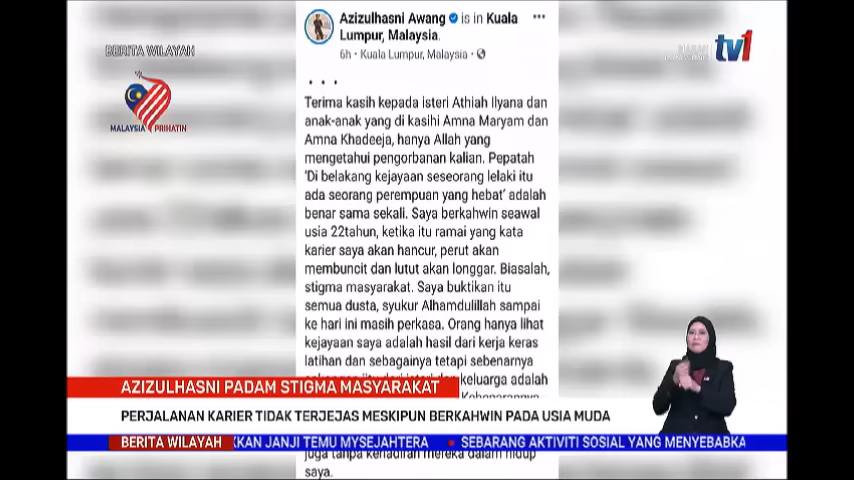 Azizulhasni Awang is in Kuala
Lumpur, Malaysia.
6h · Kuala Lumpur, Malaysia ·
BERITA WILAYAH
tv1
MALAYSIA PRIHATIN
• • •
Terima kasih kepada isteri Athiah Ilyana dan
anak-anak yang di kasihi Amna Maryam dan
Amna Khadeeja, hanya Allah yang
mengetahui pengorbanan kalian. Pepatah
'Di belakang kejayaan seseorang lelaki itu
ada seorang perempuan yang hebat' adalah
benar sama sekali. Saya berkahwin seawal
usia 22tahun, ketika itu ramai yang kata
karier saya akan hancur, perut akan
membuncit dan lutut akan longgar. Biasalah,
stigma masyarakat. Saya buktikan itu
semua dusta, syukur Alhamdulillah sampai
ke hari ini masih perkasa. Orang hanya lihat
kejayaan saya adalah hasil dari kerja keras
latihan dan sebagainya tetapi sebenarnya
keluarga adalah
AZIZULHASNI PADAM STIGMA MASYARAKAT
PERJALANAN KARIER TIDAK TERJEJAS MESKIPUN BERKAHWIN PADA USIA MUDA
BERITA WILAYAH KKAN JANJI TEMU MYSEJAHTERA • SEBARANG AKTIVITI SOSIAL YANG MENYEBABKA
juga tanpa kehadiran mereka dalam hidup
saya.